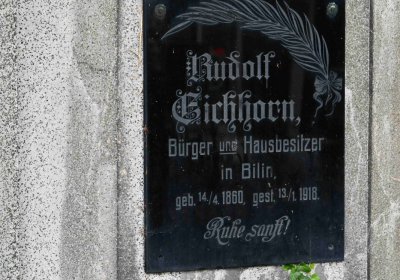 Rudolf
Eichhorn,
Bürger und Hausbesitzer
in Bilin,
geb. 14./4. 1860, gest. 13./1. 1918.
Ruhe sanft!